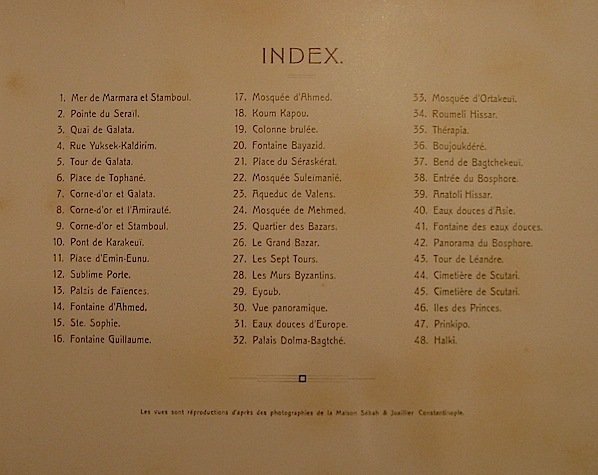 INDEX.
1. Mer de Marmara et Stamboul.
2. Pointe du Seraïl.
3. Quai de Galata.
4. Rue Yuksek-Kaldirim.
5. Tour de Galata.
6. Place de Tophané.
7. Corne-d'or et Galata.
8. Corne-d'or et l'Amirauté.
9. Corne-d'or et Stamboul.
10. Pont de Karakeuï.
11. Place d'Emin-Eunu.
12. Sublime Porte.
13. Palais de Faïences.
14. Fontaine d'Ahmed.
15. Ste. Sophie.
16. Fontaine Guillaume.
17. Mosquée d'Ahmed.
18. Koum Kapou.
19. Colonne brulée.
20. Fontaine Bayazid.
21. Place du Séraskérat.
22. Mosquée Suleïmanié.
23. Aqueduc de Valens.
24. Mosquée de Mehmed.
25. Quartier des Bazars.
26. Le Grand Bazar.
27. Les Sept Tours.
28. Les Murs Byzantins.
29. Eyoub.
30. Vue panoramique.
31. Eaux douces d'Europe.
32. Palais Dolma-Bagtché.
33. Mosquée d'Ortakeuï.
34. Roumeli Hissar.
35. Thérapia.
36. Boujoukdéré.
37. Bend de Bagtchekeuï.
38. Entrée du Bosphore.
39. Anatoli Hissar.
40. Eaux douces d'Asie.
41. Fontaine des eaux douces.
42. Panorama du Bosphore.
43. Tour de Léandre.
44. Cimetière de Scutari.
45. Cimetière de Scutari.
46. Iles des Princes.
47. Prinkipo.
48. Halki.
Les vues sont réproductions d'après des photographies de la Maison Sébah & Joaillier Constantinople.